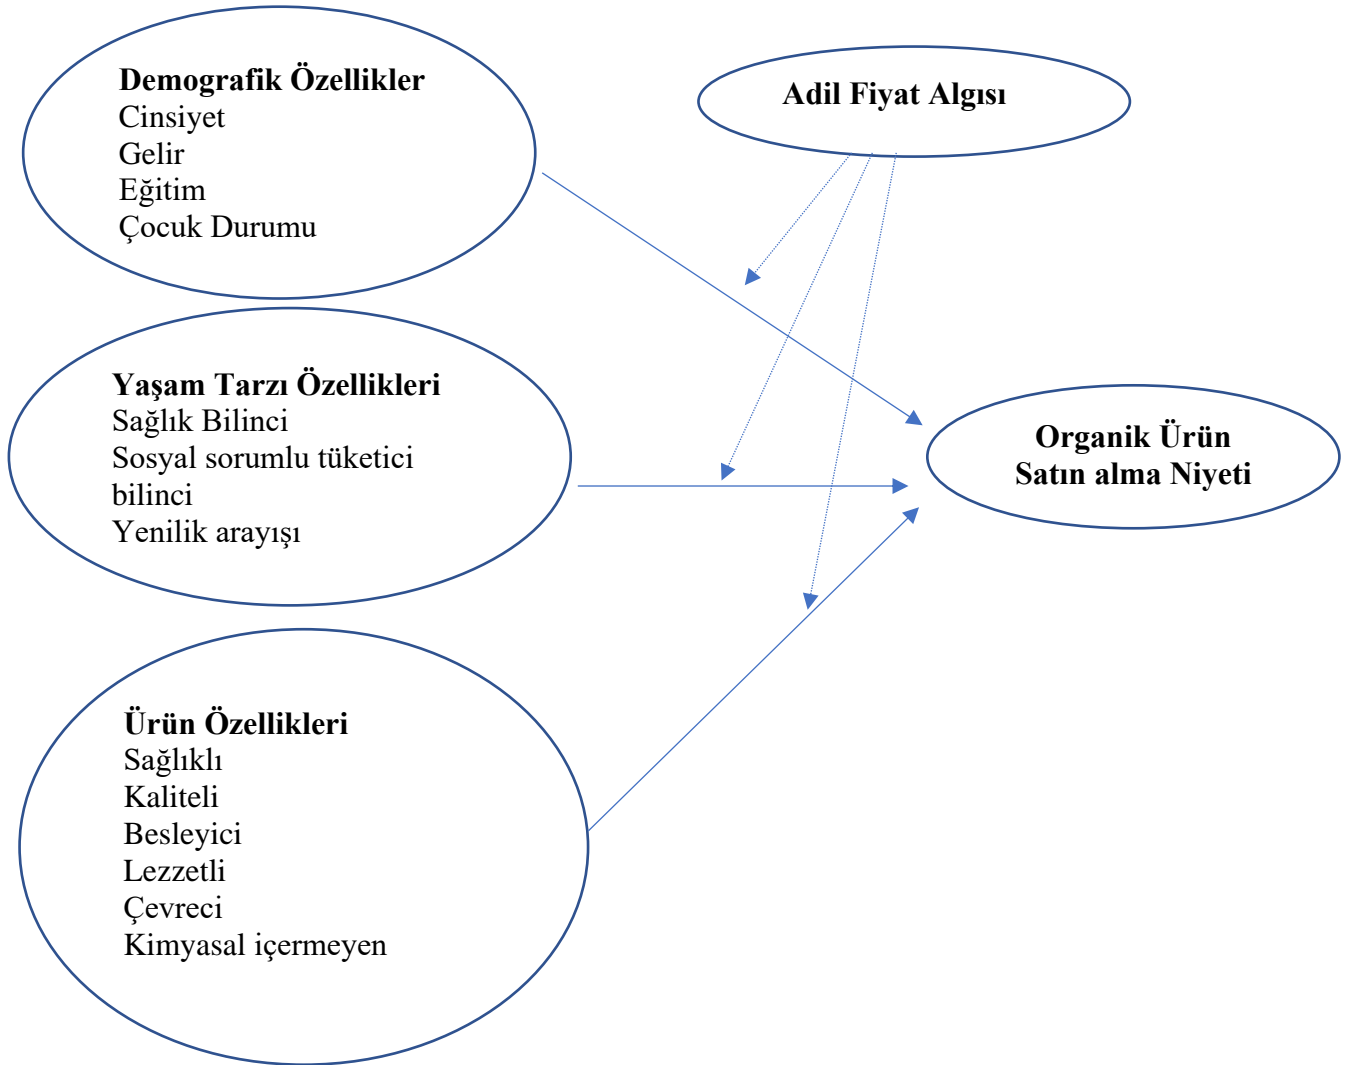 Demografik Özellikler
Cinsiyet
Gelir
Eğitim
Çocuk Durumu
Adil Fiyat Algısı
Yaşam Tarzı Özellikleri
Sağlık Bilinci
Sosyal sorumlu tüketici
bilinci
Yenilik arayışı
Organik Ürün
Satın alma Niyeti
Ürün Özellikleri
Sağlıklı
Kaliteli
Besleyici
Lezzetli
Çevreci
Kimyasal içermeyen